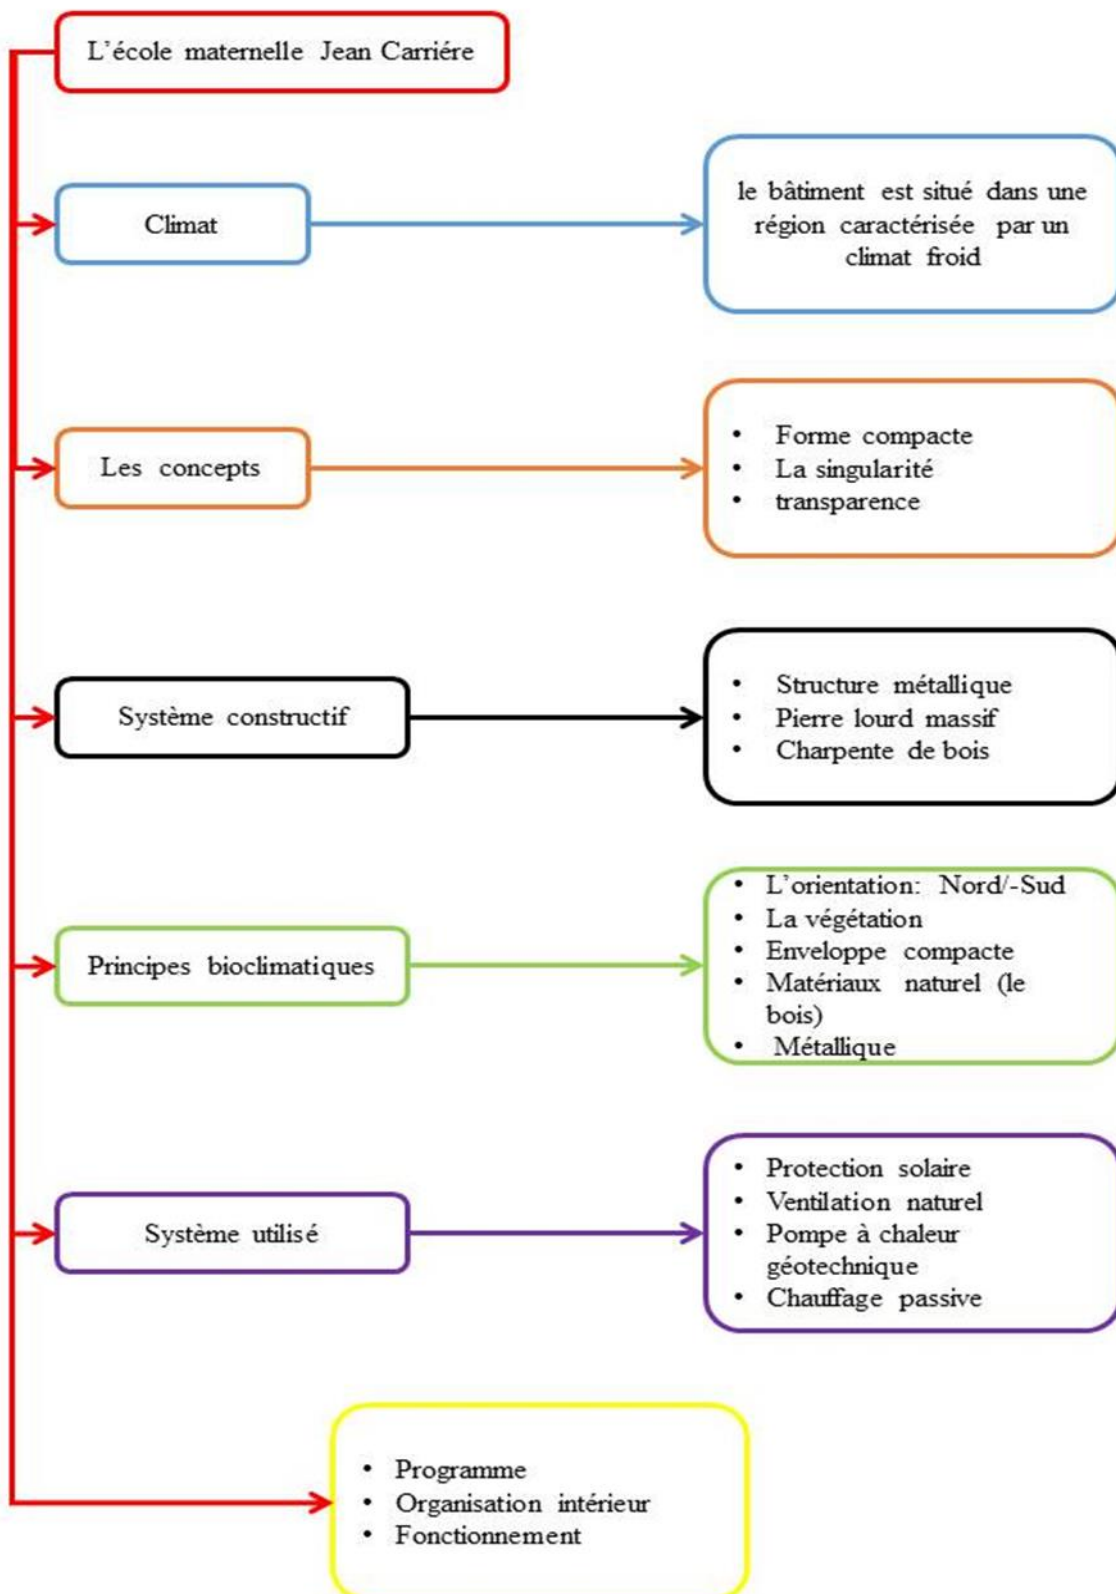 L'école maternelle Jean Carriére
Climat
le bâtiment est situé dans une
région caractérisée par un
climat froid
Les concepts
• Forme compacte
• La singularité
• transparence
Système constructif
• Structure métallique
• Pierre lourd massif
• Charpente de bois
Principes bioclimatiques
• L'orientation: Nord/-Sud
• La végétation
• Enveloppe compacte
• Matériaux naturel (le
bois)
• Métallique
Système utilisé
• Protection solaire
• Ventilation naturel
• Pompe à chaleur
géotechnique
• Chauffage passive
• Programme
• Organisation intérieur
• Fonctionnement